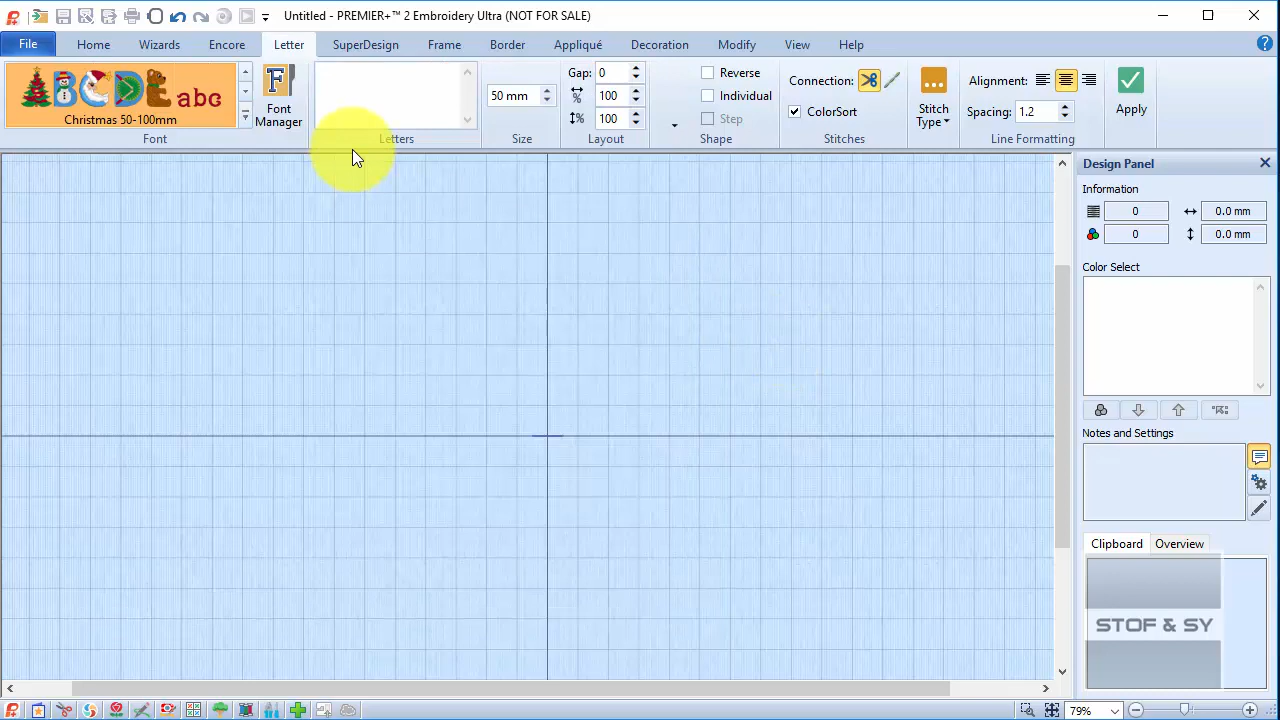 Untitled - PREMIER+™ 2 Embroidery Ultra (NOT FOR SALE)
File Home Wizards Encore Letter SuperDesign Frame Border Appliqué Decoration Modify View Help
ABCDE abc
Christmas 50-100mm
Font
Font Manager
Letters
50 mm
Size
Gap: 0
% 100
% 100
Layout
Reverse
Individual
Step
Shape
Connection:
ColorSort
Stitches
Stitch Type
Alignment:
Spacing: 1.2
Line Formatting
Apply
Design Panel
Information
0 0.0 mm
0 0.0 mm
Color Select
Notes and Settings
Clipboard Overview
STOF & SY
79%